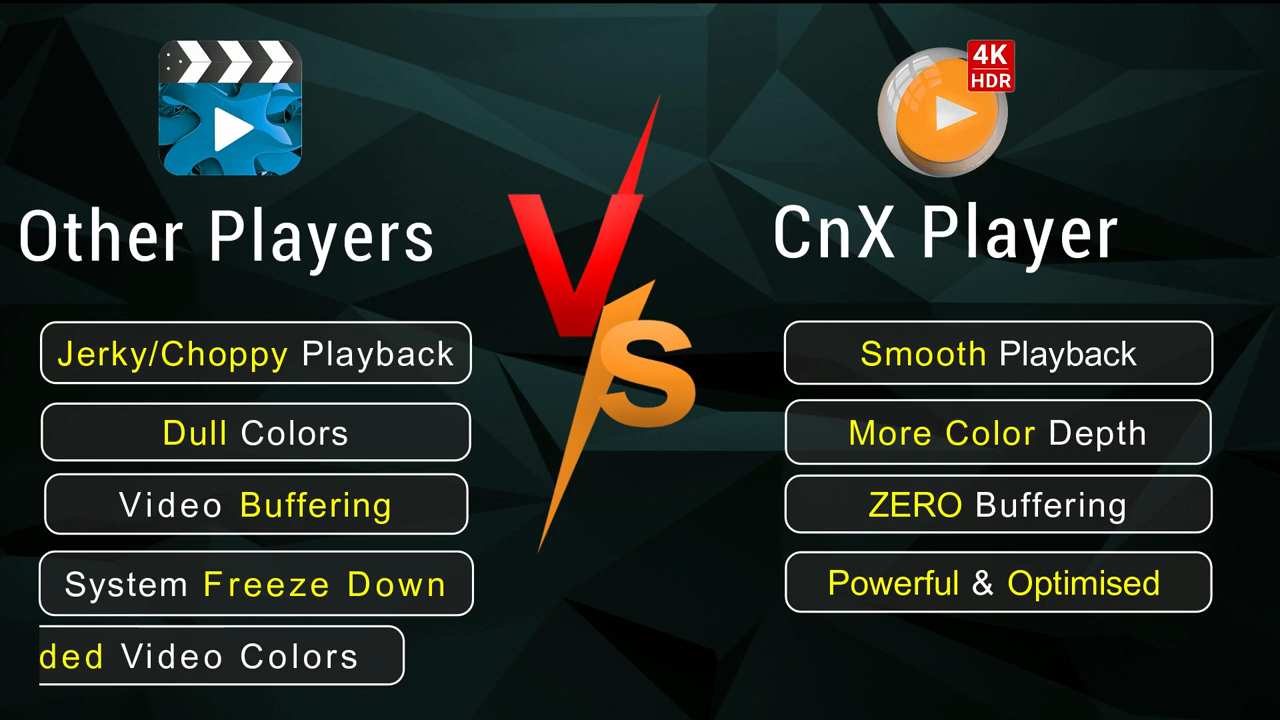 4K
HDR
VS
Other Players
CnX Player
Jerky/Choppy Playback
Smooth Playback
Dull Colors
More Color Depth
Video Buffering
ZERO Buffering
System Freeze Down
Powerful & Optimised
ded Video Colors